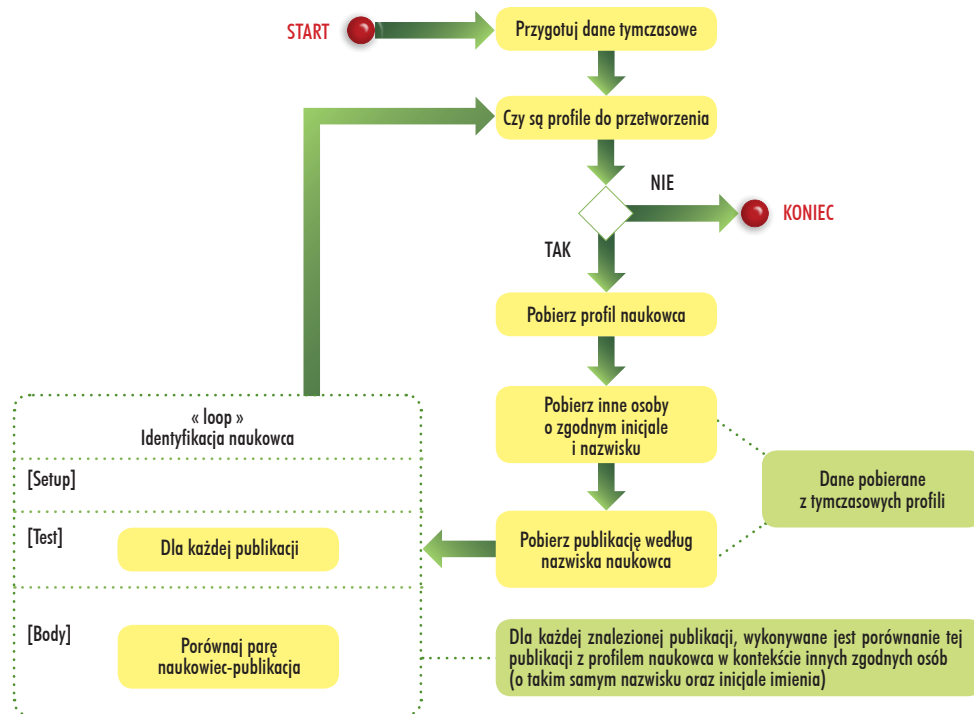 START
Przygotuj dane tymczasowe
Czy są profile do przetworzenia
NIE
KONIEC
TAK
Pobierz profil naukowca
Pobierz inne osoby
o zgodnym inicjale
i nazwisku
Dane pobierane
z tymczasowych profili
Pobierz publikację według
nazwiska naukowca
« loop »
Identyfikacja naukowca
[Setup]
[Test]
Dla każdej publikacji
[Body]
Porównaj parę
naukowiec-publikacja
Dla każdej znalezionej publikacji, wykonywane jest porównanie tej
publikacji z profilem naukowca w kontekście innych zgodnych osób
(o takim samym nazwisku oraz inicjale imienia)